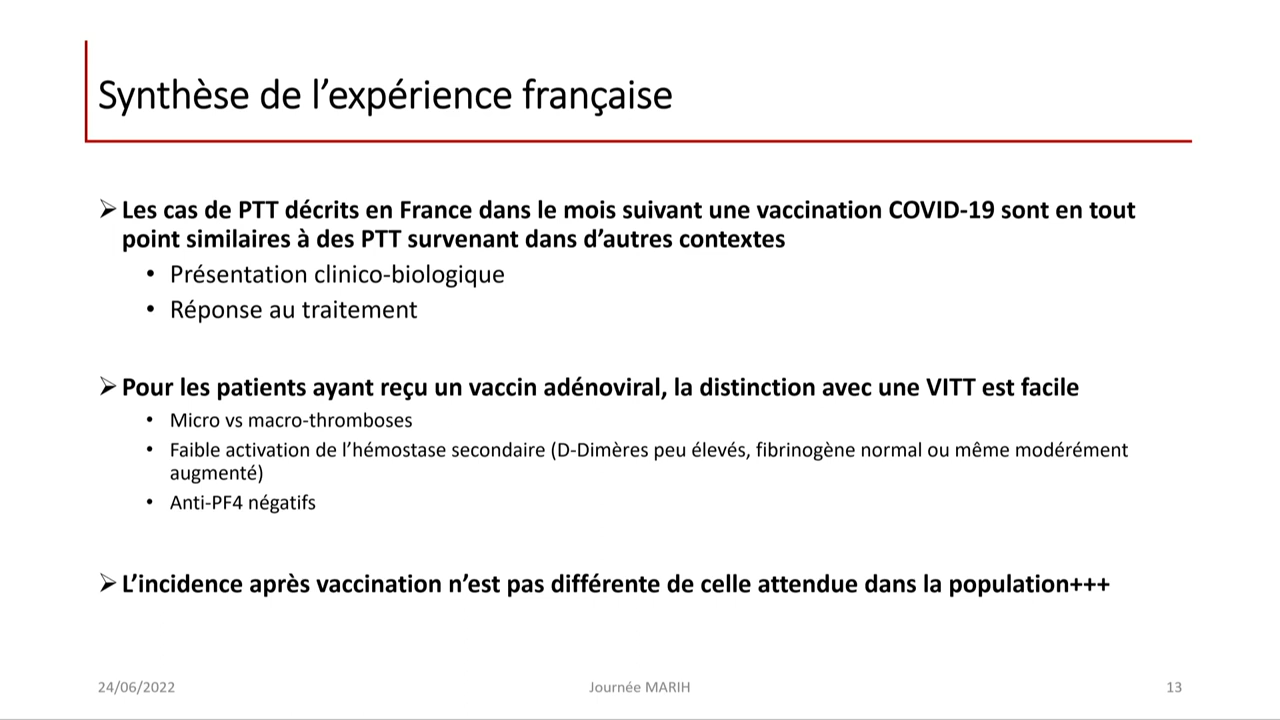 Synthèse de l’expérience française
➢ Les cas de PTT décrits en France dans le mois suivant une vaccination COVID-19 sont en tout
point similaires à des PTT survenant dans d’autres contextes
• Présentation clinico-biologique
• Réponse au traitement
➢ Pour les patients ayant reçu un vaccin adénoviral, la distinction avec une VITT est facile
• Micro vs macro-thromboses
• Faible activation de l’hémostase secondaire (D-Dimères peu élevés, fibrinogène normal ou même modérément
augmenté)
• Anti-PF4 négatifs
➢ L’incidence après vaccination n’est pas différente de celle attendue dans la population+++
24/06/2022 Journée MARIH 13